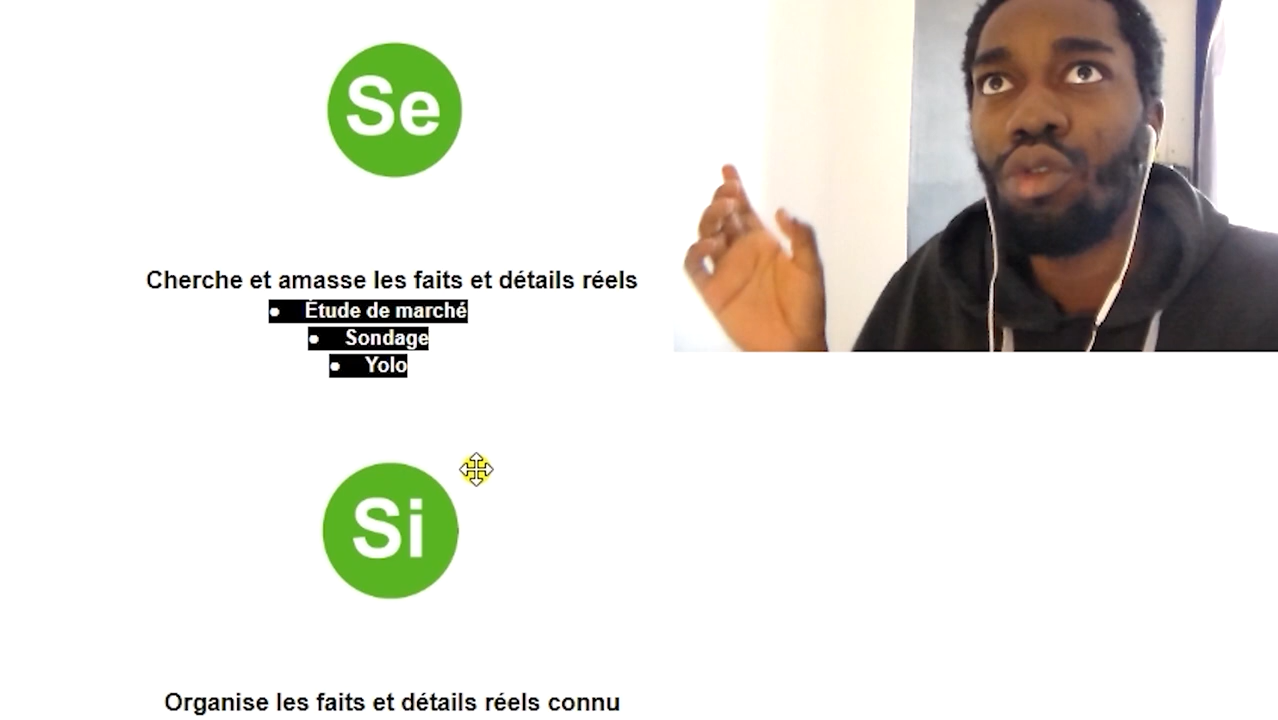 Se
Cherche et amasse les faits et détails réels
● Étude de marché
● Sondage
● Yolo
Si
Organise les faits et détails réels connu